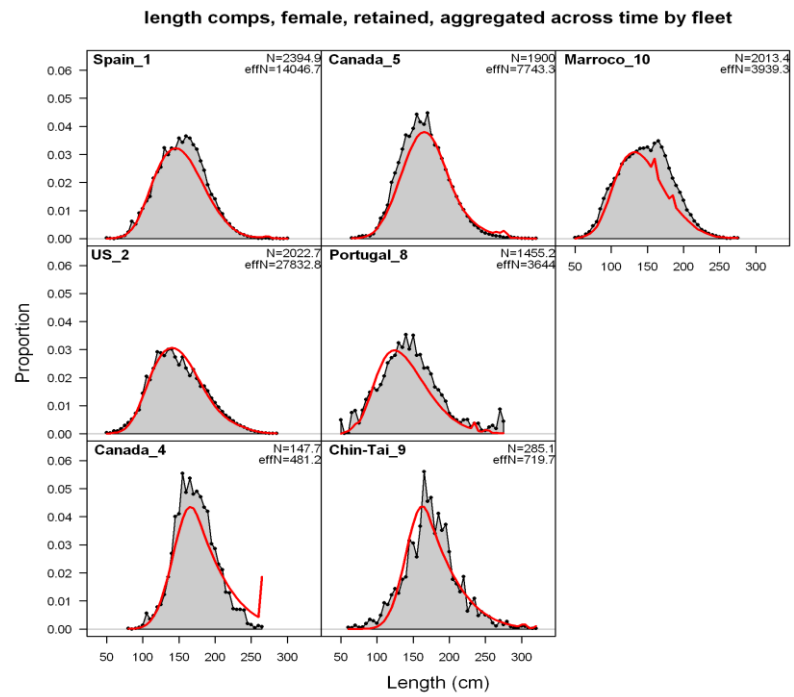 length comps, female, retained, aggregated across time by fleet
Spain_1
N=2394.9
effN=14046.7
Canada_5
N=1900
effN=7743.3
Marroco_10
N=2013.4
effN=3939.3
0.06
0.05
0.04
0.03
0.02
0.01
0.00
50 100 150 200 250 300
US_2
N=2022.7
effN=27832.8
Portugal_8
N=1455.2
effN=3644
0.06
0.05
0.04
0.03
0.02
0.01
0.00
Proportion
Canada_4
N=147.7
effN=481.2
Chin-Tai_9
N=285.1
effN=719.7
0.06
0.05
0.04
0.03
0.02
0.01
0.00
50 100 150 200 250 300
50 100 150 200 250 300
Length (cm)